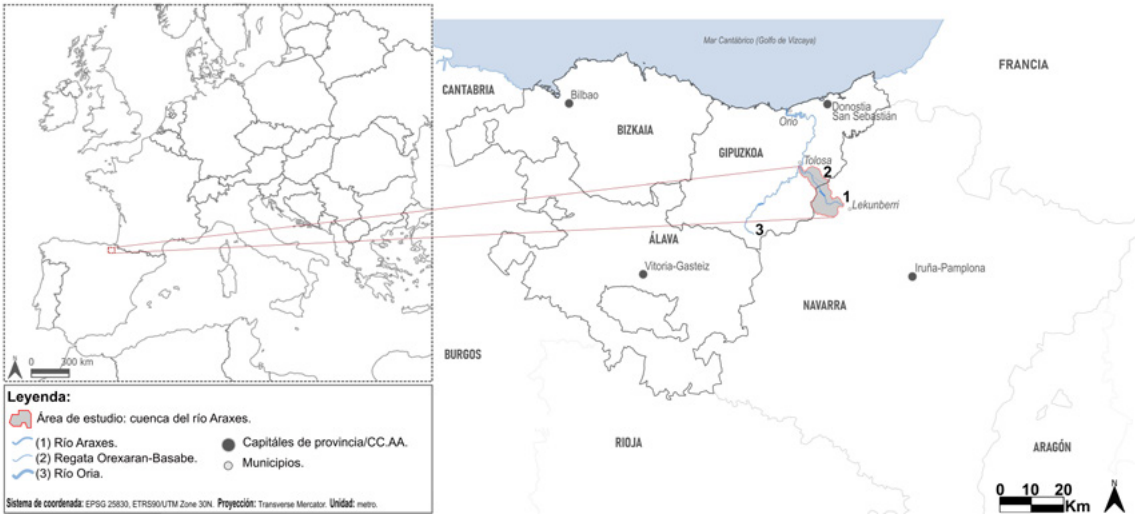 Mar Cantábrico (Golfo de Vizcaya)
FRANCIA
CANTABRIA
Bilbao
Donostia
San Sebastián
Orio
BIZKAIA
GIPUZKOA
Tolosa
2
1
Lekunberri
3
ÁLAVA
Vitoria-Gasteiz
Iruña-Pamplona
NAVARRA
BURGOS
RIOJA
ARAGÓN
N
0 300 km
Leyenda:
Área de estudio: cuenca del río Araxes.
(1) Río Araxes.
(2) Regata Orexaran-Basabe.
(3) Río Oria.
Capitáles de provincia/CC.AA.
Municipios.
Sistema de coordenada: EPSG 25830, ETRS90/UTM Zone 30N. Proyección: Transverse Mercator. Unidad: metro.
0 10 20
Km
N